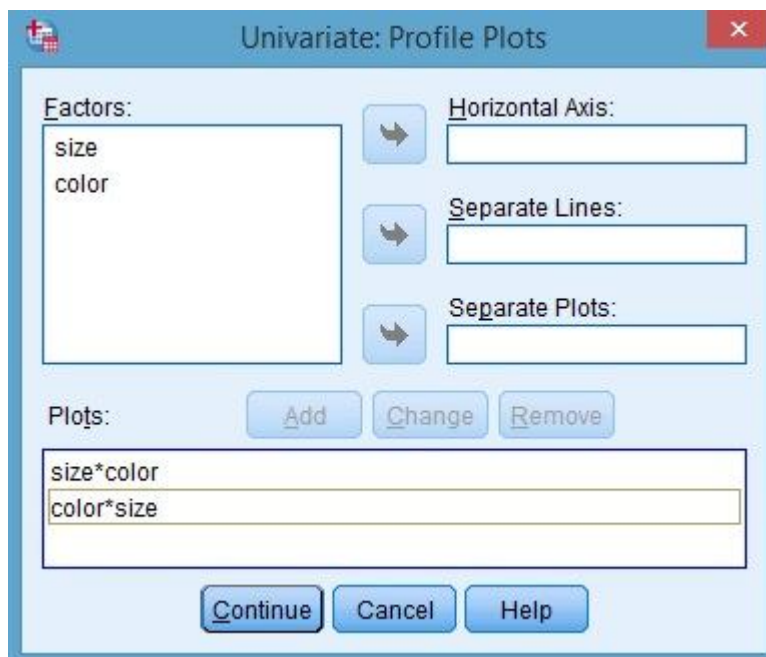 Univariate: Profile Plots
Factors:
size
color
Horizontal Axis:
Separate Lines:
Separate Plots:
Plots:
Add Change Remove
size*color
color*size
Continue Cancel Help